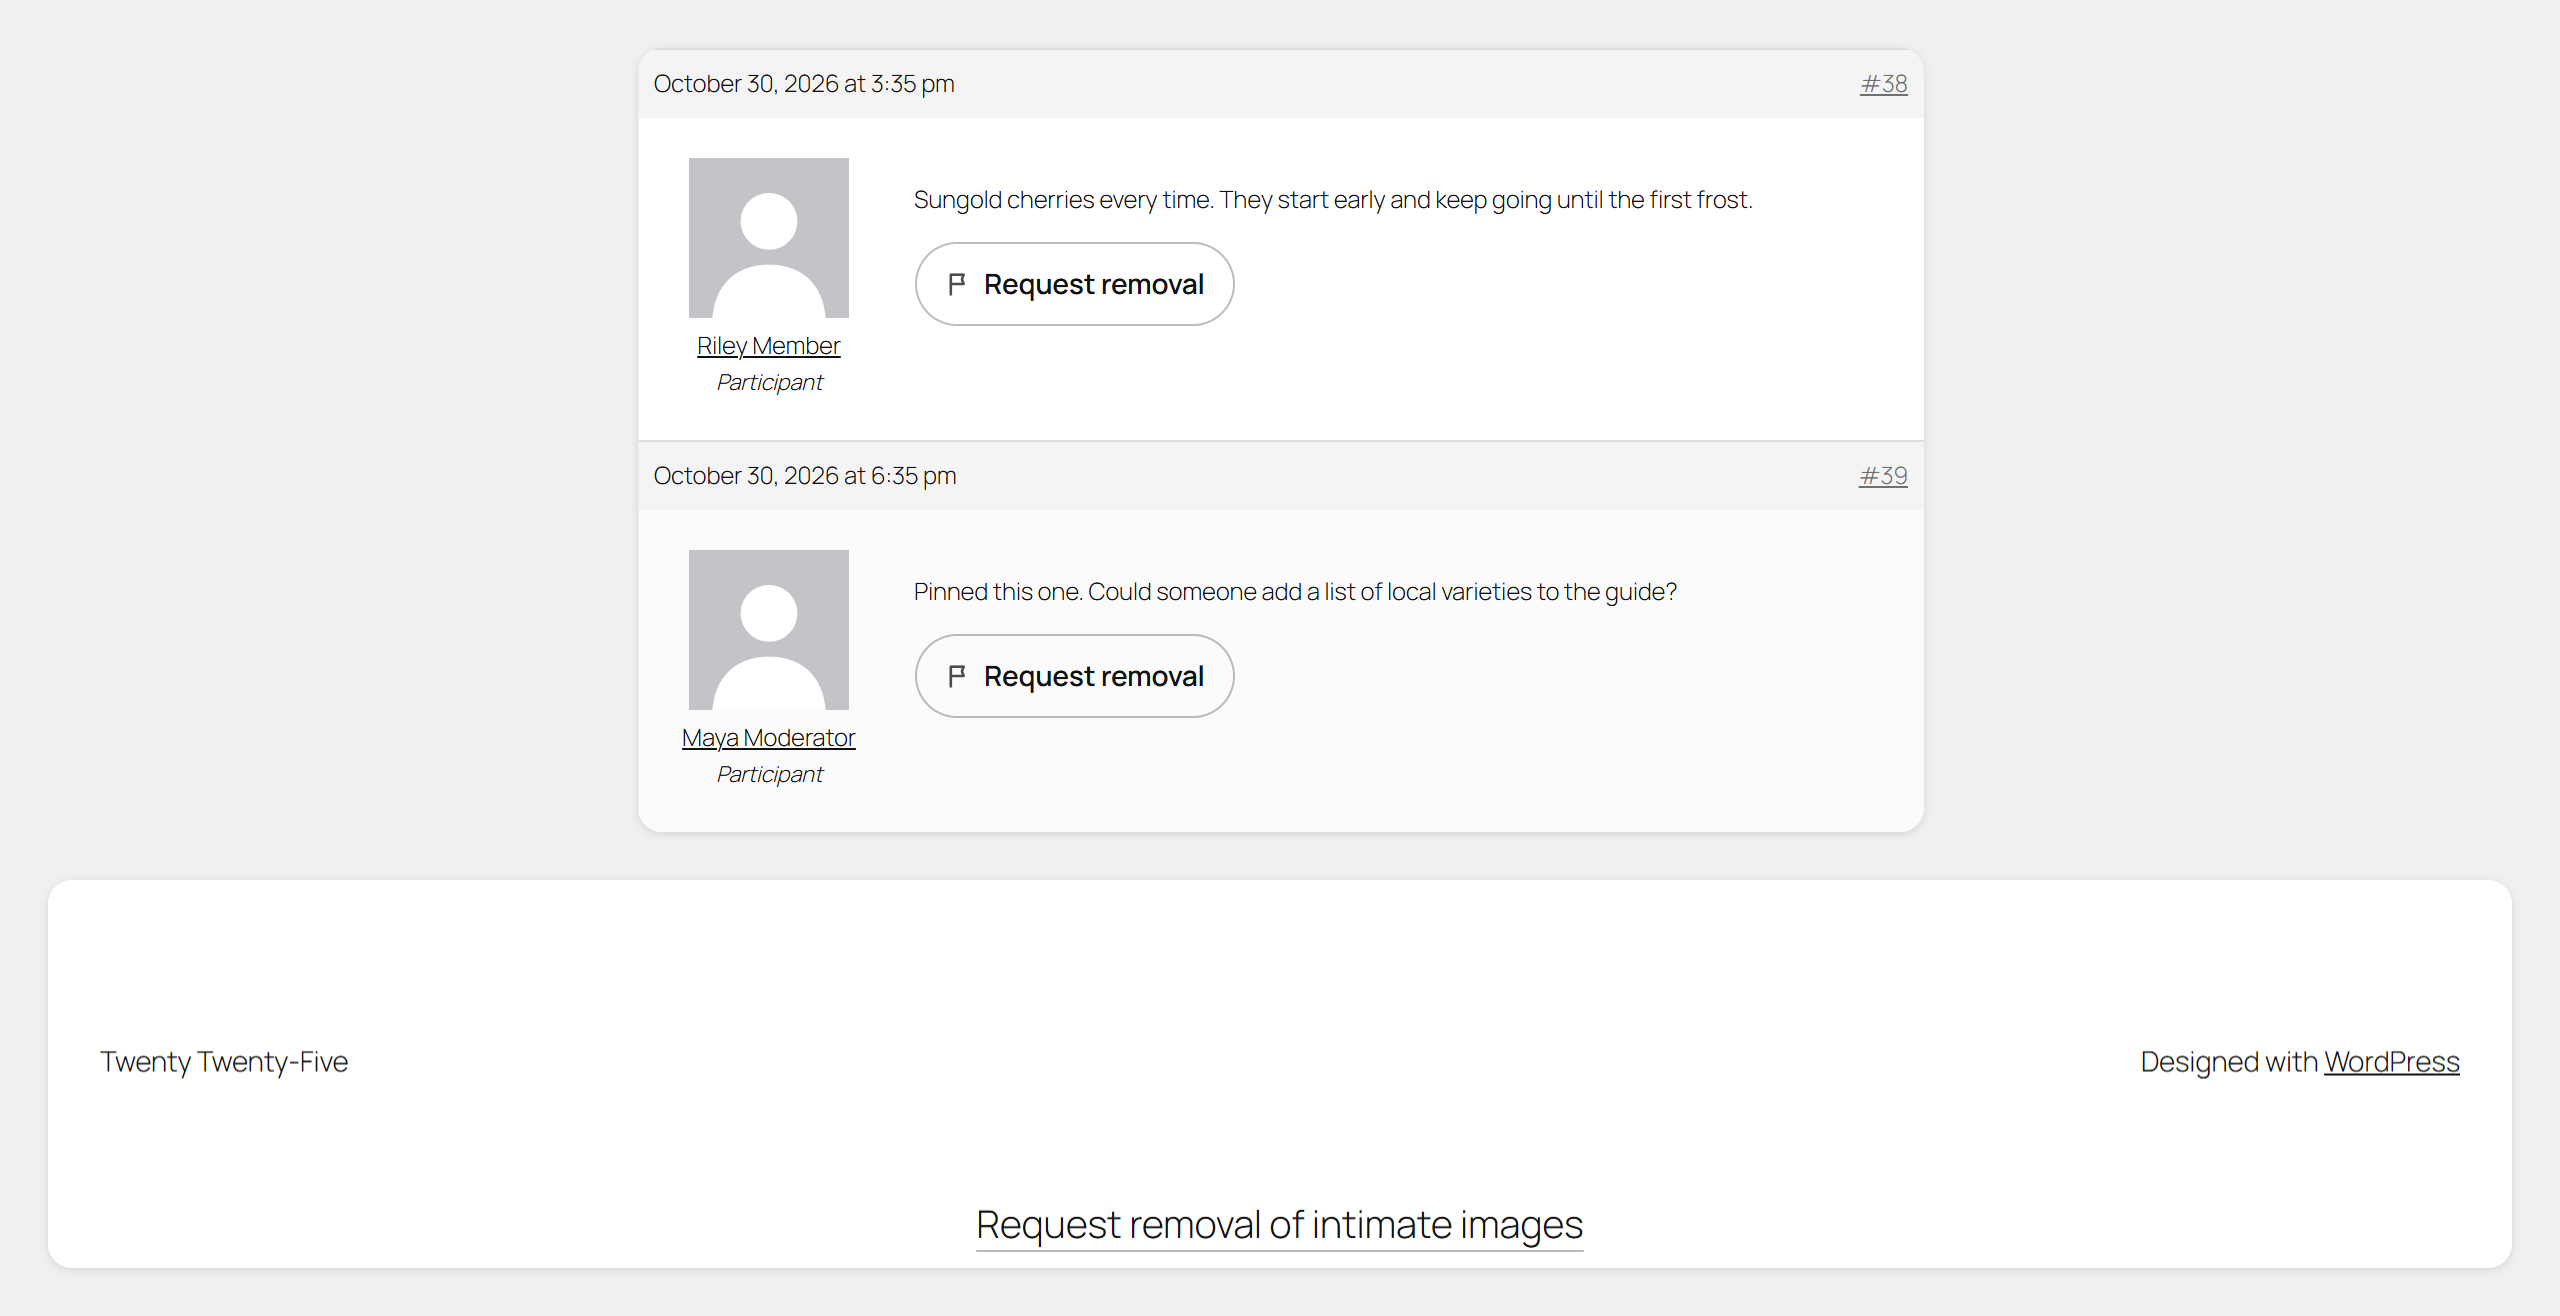 October 30, 2026 at 3:35 pm
#38
Sungold cherries every time. They start early and keep going until the first frost.
Request removal
Riley Member
Participant
October 30, 2026 at 6:35 pm
#39
Pinned this one. Could someone add a list of local varieties to the guide?
Request removal
Maya Moderator
Participant
Twenty Twenty-Five
Designed with WordPress
Request removal of intimate images